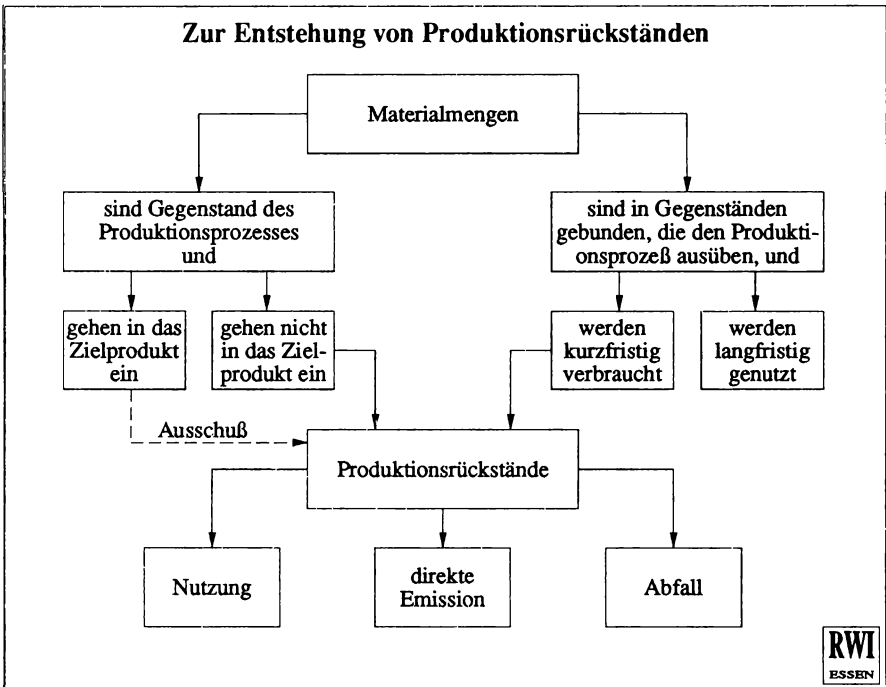 Zur Entstehung von Produktionsrückständen
Materialmengen
sind Gegenstand des
Produktionsprozesses
und
sind in Gegenständen
gebunden, die den Produkti-
onsprozeß ausüben, und
gehen in das
Zielprodukt
ein
gehen nicht
in das Ziel-
produkt ein
werden
kurzfristig
verbraucht
werden
langfristig
genutzt
Ausschuß
Produktionsrückstände
Nutzung
direkte
Emission
Abfall
RWI
ESSEN